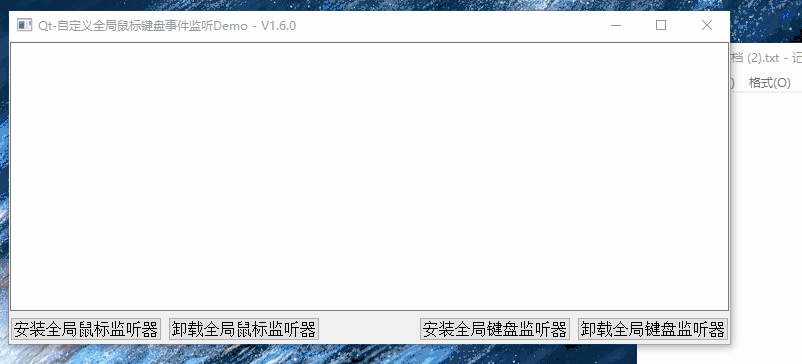 Qt-自定义全局鼠标键盘事件监听Demo - V1.6.0
档 (2).txt - 记
) 格式(O)
安装全局鼠标监听器 卸载全局鼠标监听器 安装全局键盘监听器 卸载全局键盘监听器